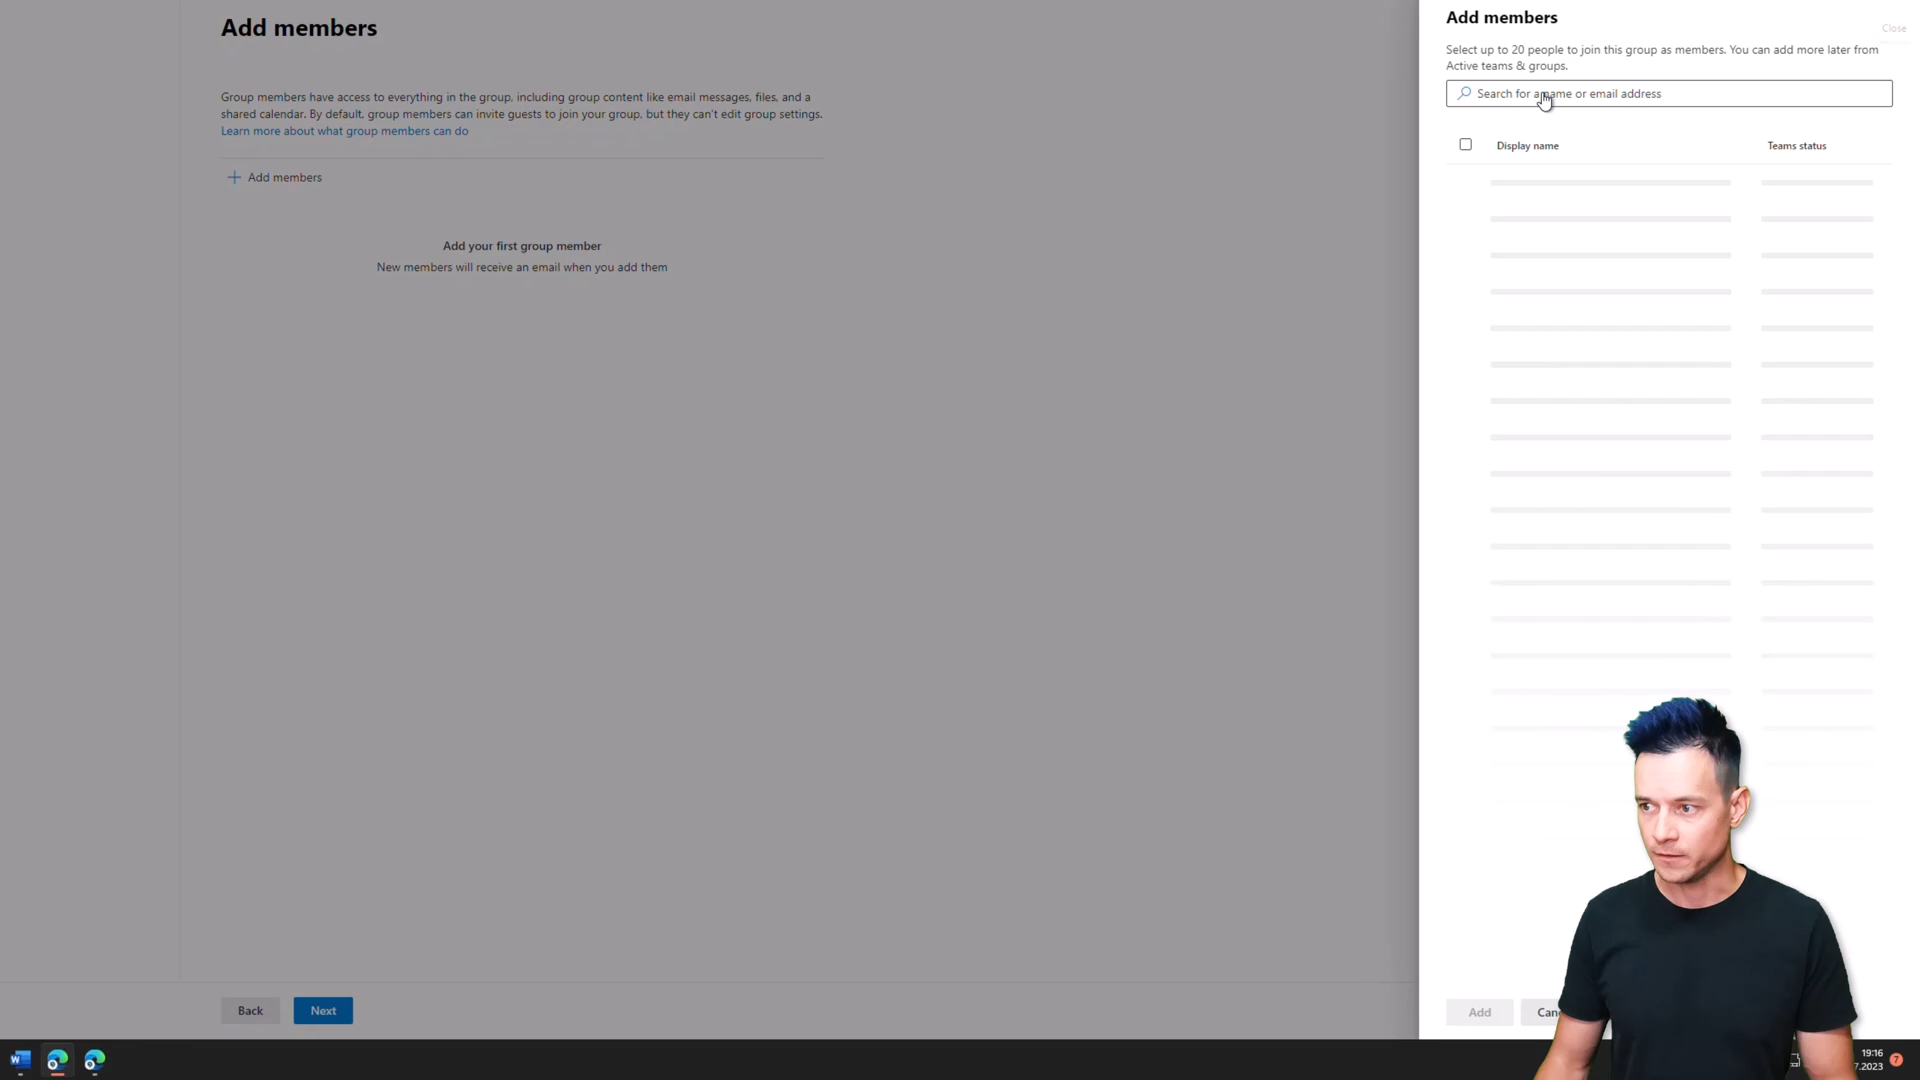 Add members
Group members have access to everything in the group, including group content like email messages, files, and a
shared calendar. By default, group members can invite guests to join your group, but they can't edit group settings.
Learn more about what group members can do
Add members
Add your first group member
New members will receive an email when you add them
Back
Next
Add members
Close
Select up to 20 people to join this group as members. You can add more later from
Active teams & groups.
Search for a name or email address
Display name
Teams status
Add
19:16
7